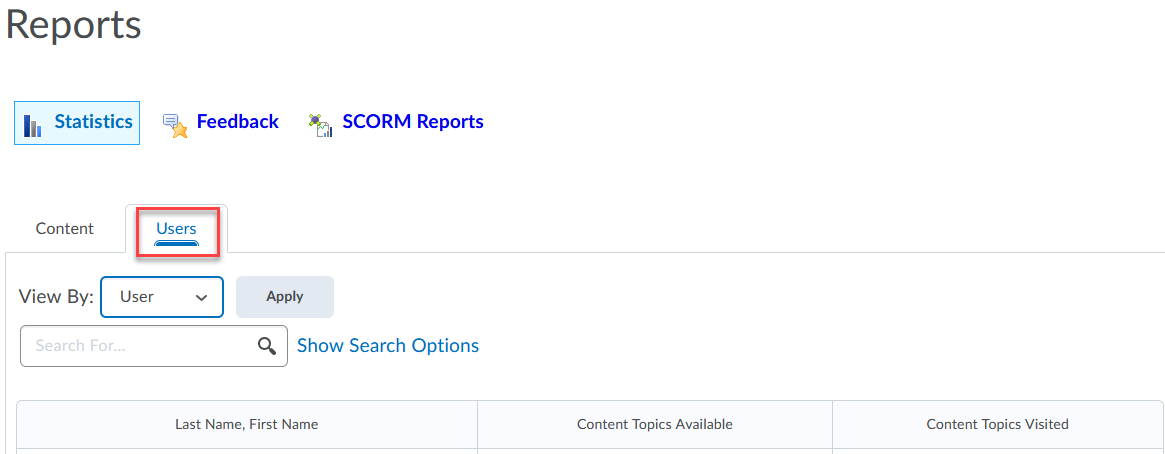 Reports
Statistics Feedback SCORM Reports
Content Users
View By: User Apply
Search For... Show Search Options
Last Name, First Name Content Topics Available Content Topics Visited